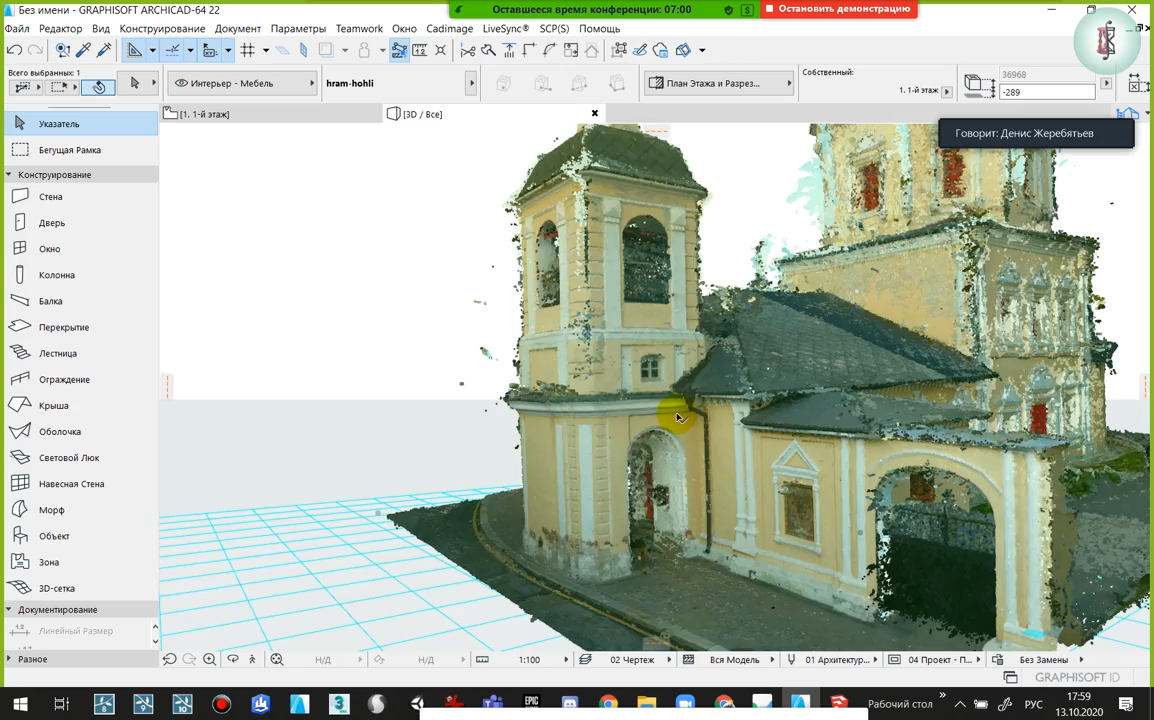 Без имени - GRAPHISOFT ARCHICAD-64 22
Оставшееся время конференции: 07:00
Остановить демонстрацию
Файл Редактор Вид Конструирование Документ Параметры Teamwork Окно Cadimage LiveSync® SCP(S) Помощь
Всего выбранных: 1
Интерьер - Мебель
hram-hohli
План Этажа и Разрез...
Собственный:
1. 1-й этаж
36968
-289
[1. 1-й этаж]
[3D / Все]
Говорит: Денис Жеребятьев
Указатель
Бегущая Рамка
Конструирование
Стена
Дверь
Окно
Колонна
Балка
Перекрытие
Лестница
Ограждение
Крыша
Оболочка
Световой Люк
Навесная Стена
Морф
Объект
Зона
3D-сетка
Документирование
Линейный Размер
Разное
Н/Д
Н/Д
1:100
02 Чертеж
Вся Модель
01 Архитектур...
04 Проект - П...
Без Замены
GRAPHISOFT ID
Рабочий стол
РУС
17:59
13.10.2020